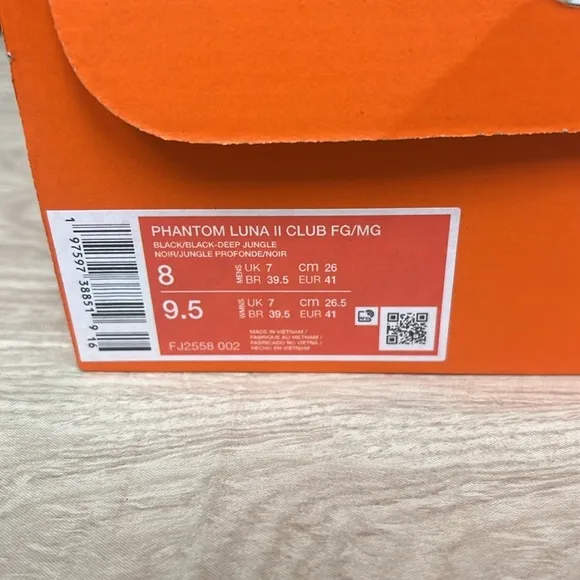 PHANTOM LUNA II CLUB FG/MG
BLACK/BLACK-DEEP JUNGLE
NOIR/JUNGLE PROFONDE/NOIR
8 MENS UK 7 cm 26
BR 39.5 EUR 41
9.5 WMNS UK 7 cm 26.5
BR 39.5 EUR 41
MADE IN VIETNAM /
FABRIQUE AU VIETNAM /
FABRICADO NO VIETNA /
HECHO EN VIETNAM
FJ2558 002
1 97597 38851 9 16